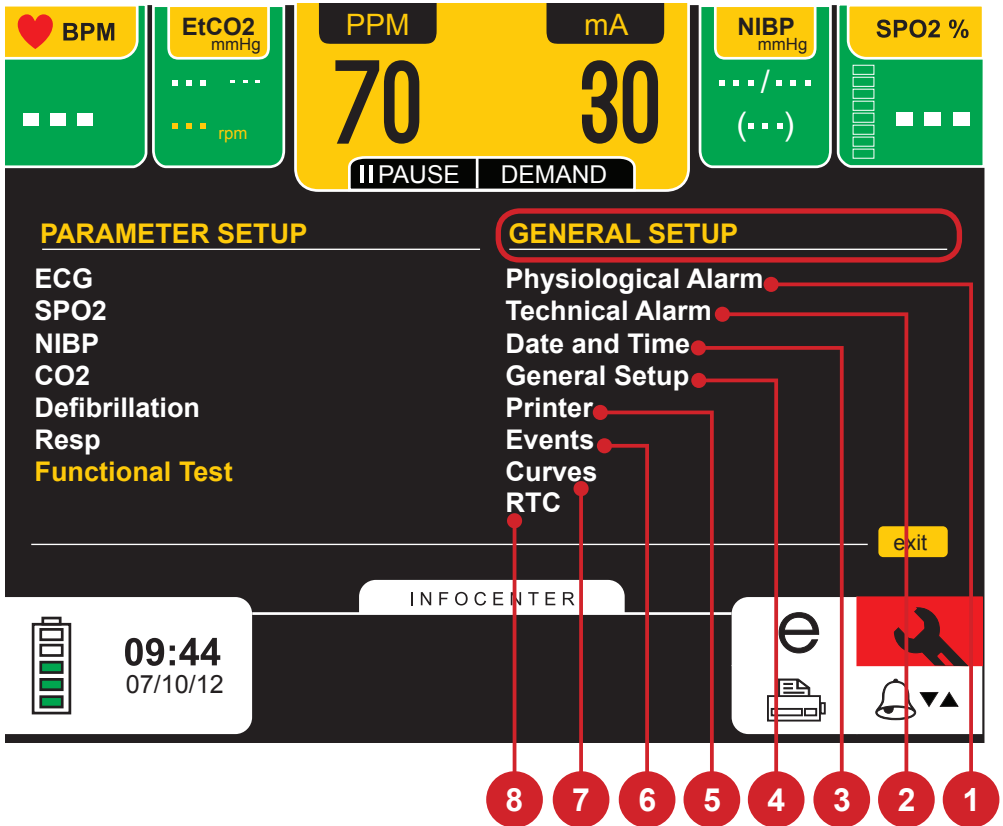 BPM
EtCO2
mmHg
rpm
PPM
mA
70
30
PAUSE
DEMAND
NIBP
mmHg
.../...
(...)
SPO2 %
PARAMETER SETUP
ECG
SPO2
NIBP
CO2
Defibrillation
Resp
Functional Test
GENERAL SETUP
Physiological Alarm
Technical Alarm
Date and Time
General Setup
Printer
Events
Curves
RTC
exit
INFOCENTER
09:44
07/10/12
e
8 7 6 5 4 3 2 1